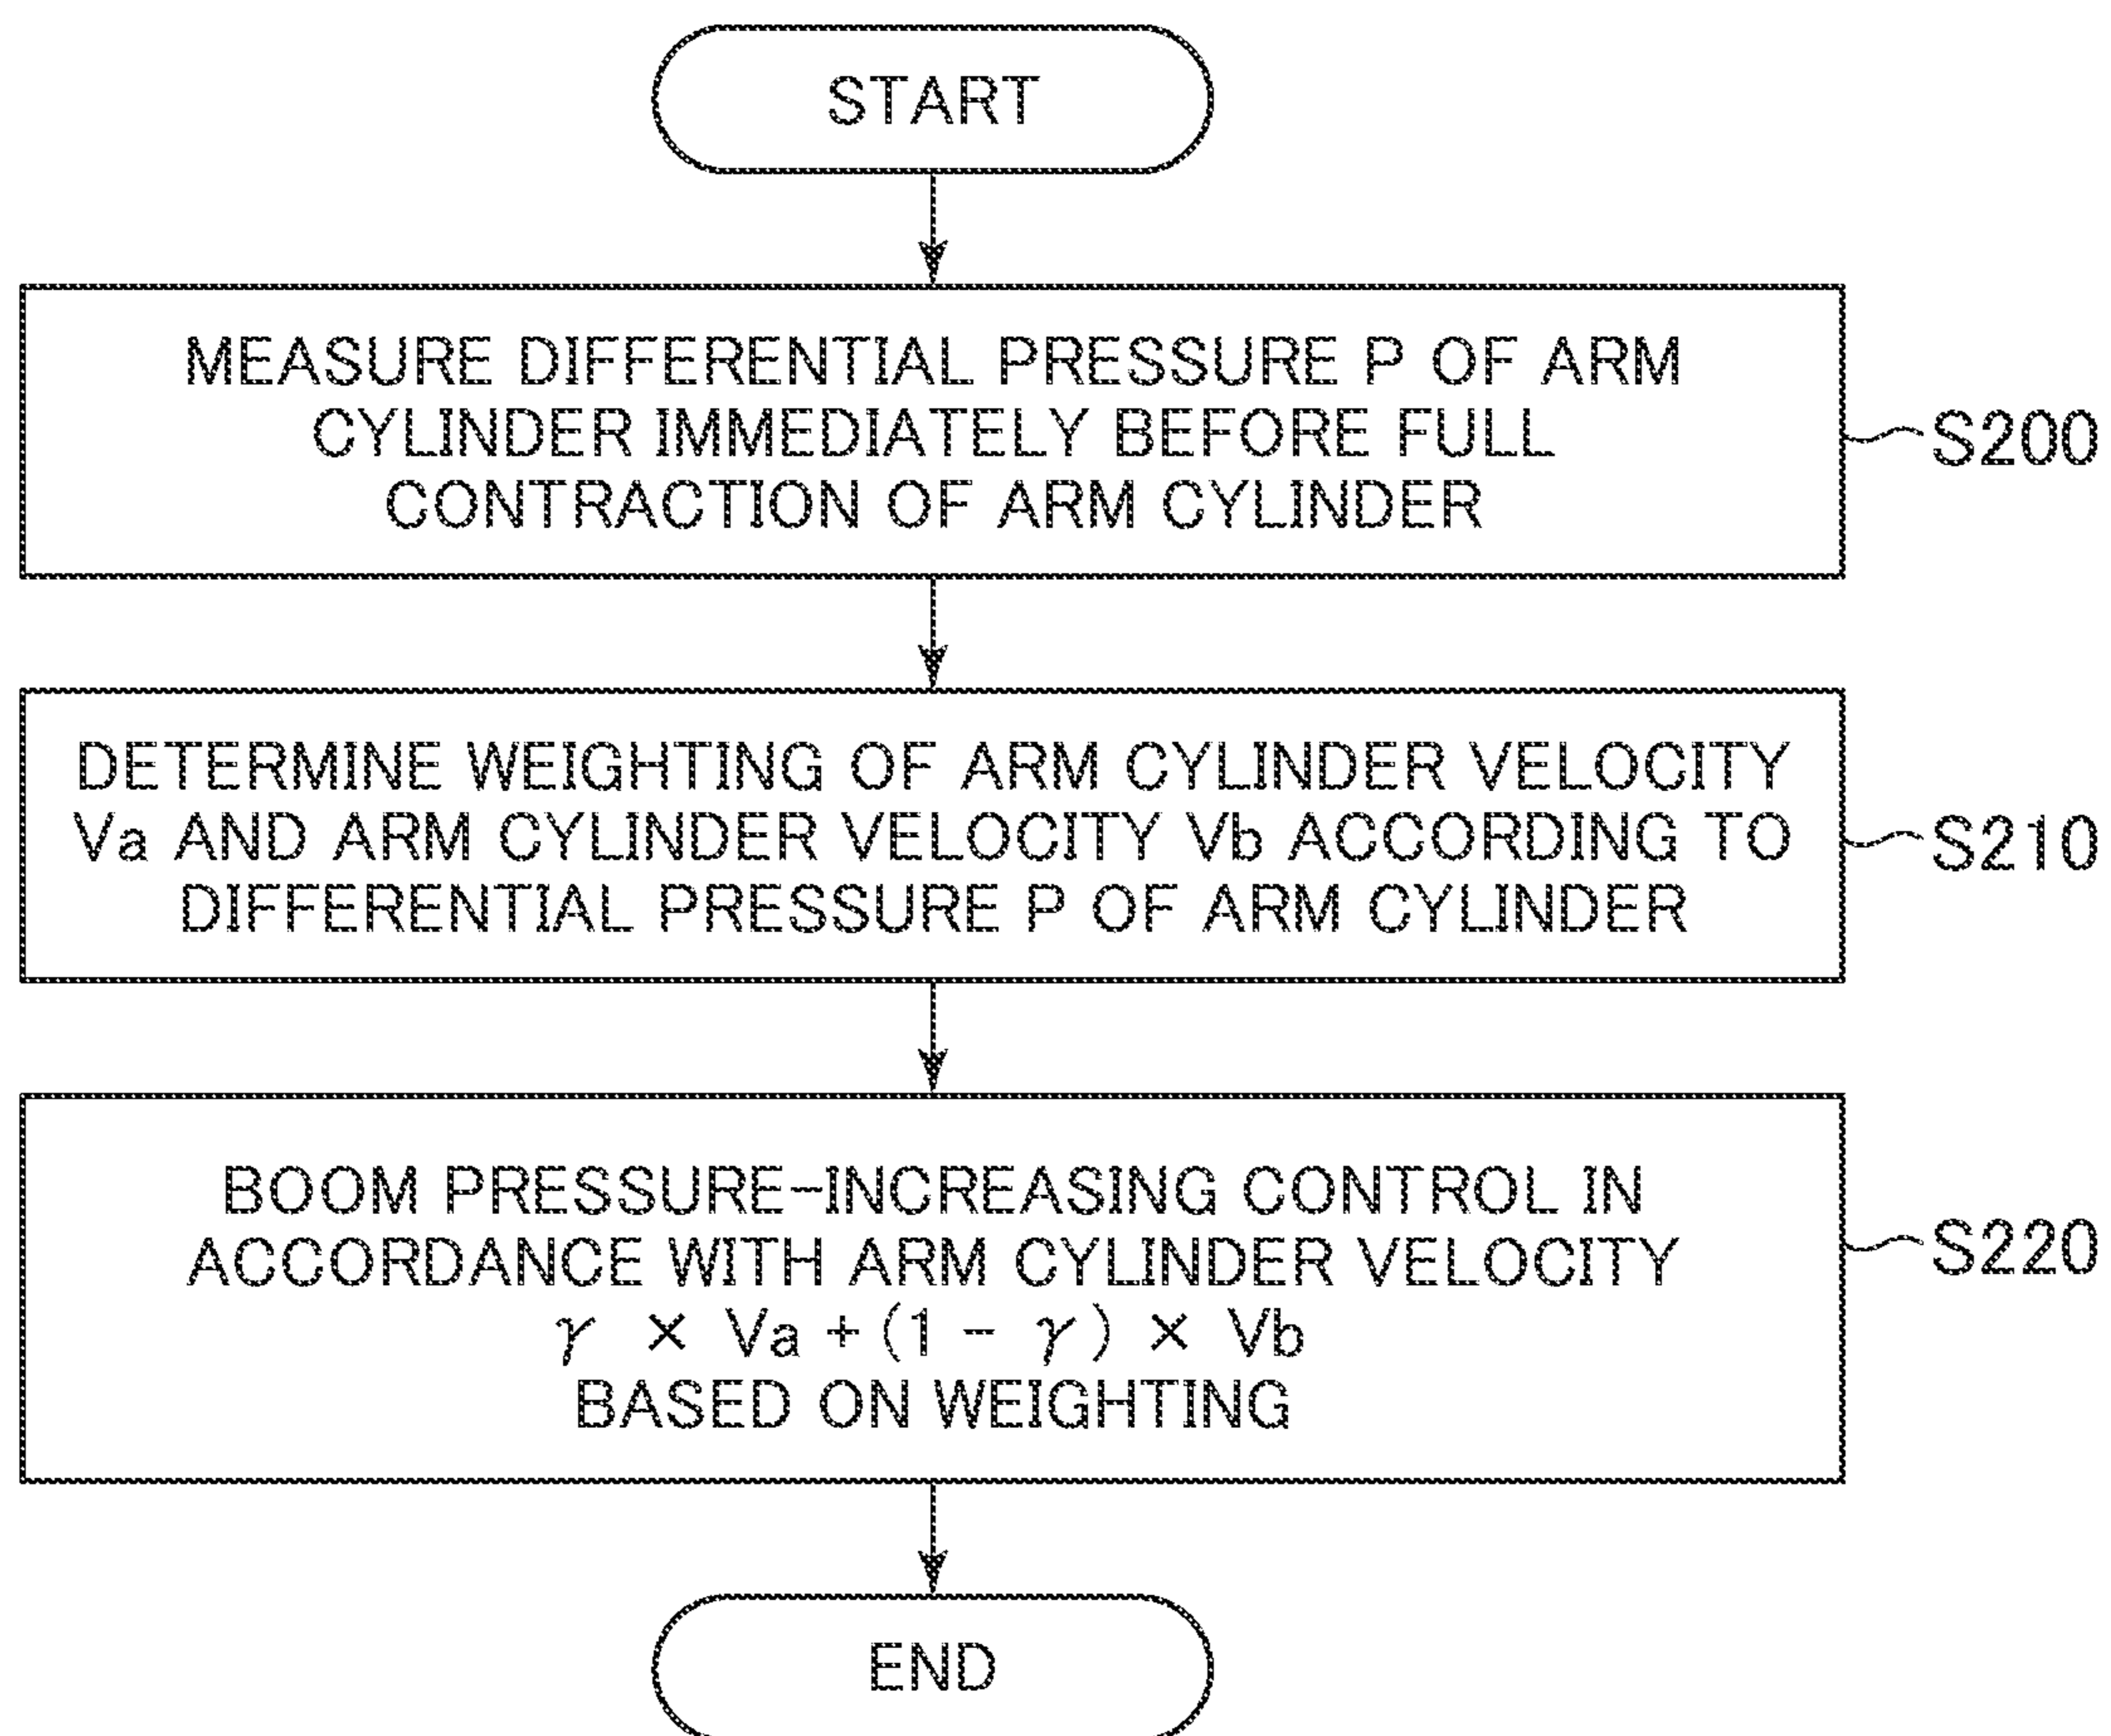 START
MEASURE DIFFERENTIAL PRESSURE P OF ARM
CYLINDER IMMEDIATELY BEFORE FULL
CONTRACTION OF ARM CYLINDER
S200
DETERMINE WEIGHTING OF ARM CYLINDER VELOCITY
Va AND ARM CYLINDER VELOCITY Vb ACCORDING TO
DIFFERENTIAL PRESSURE P OF ARM CYLINDER
S210
BOOM PRESSURE-INCREASING CONTROL IN
ACCORDANCE WITH ARM CYLINDER VELOCITY
γ × Va + (1 - γ) × Vb
BASED ON WEIGHTING
S220
END